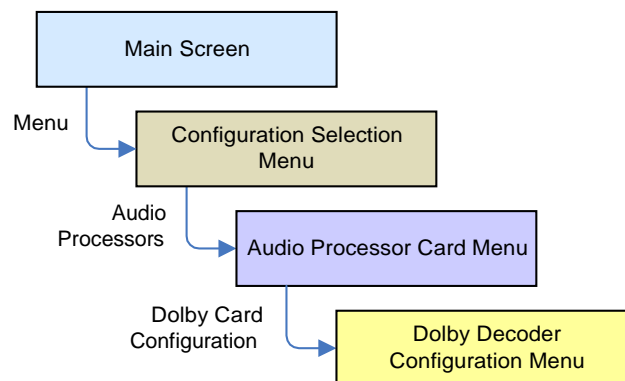 Main Screen
Menu
Configuration Selection
Menu
Audio
Processors
Audio Processor Card Menu
Dolby Card
Configuration
Dolby Decoder
Configuration Menu